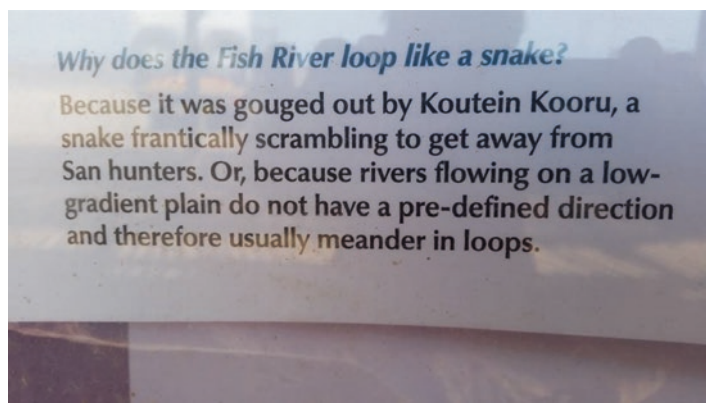 Why does the Fish River loop like a snake?
Because it was gouged out by Koutein Kooru, a
snake frantically scrambling to get away from
San hunters. Or, because rivers flowing on a low-
gradient plain do not have a pre-defined direction
and therefore usually meander in loops.